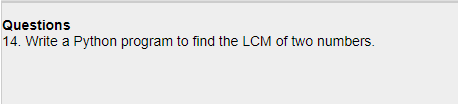 Questions
14. Write a Python program to find the LCM of two numbers.